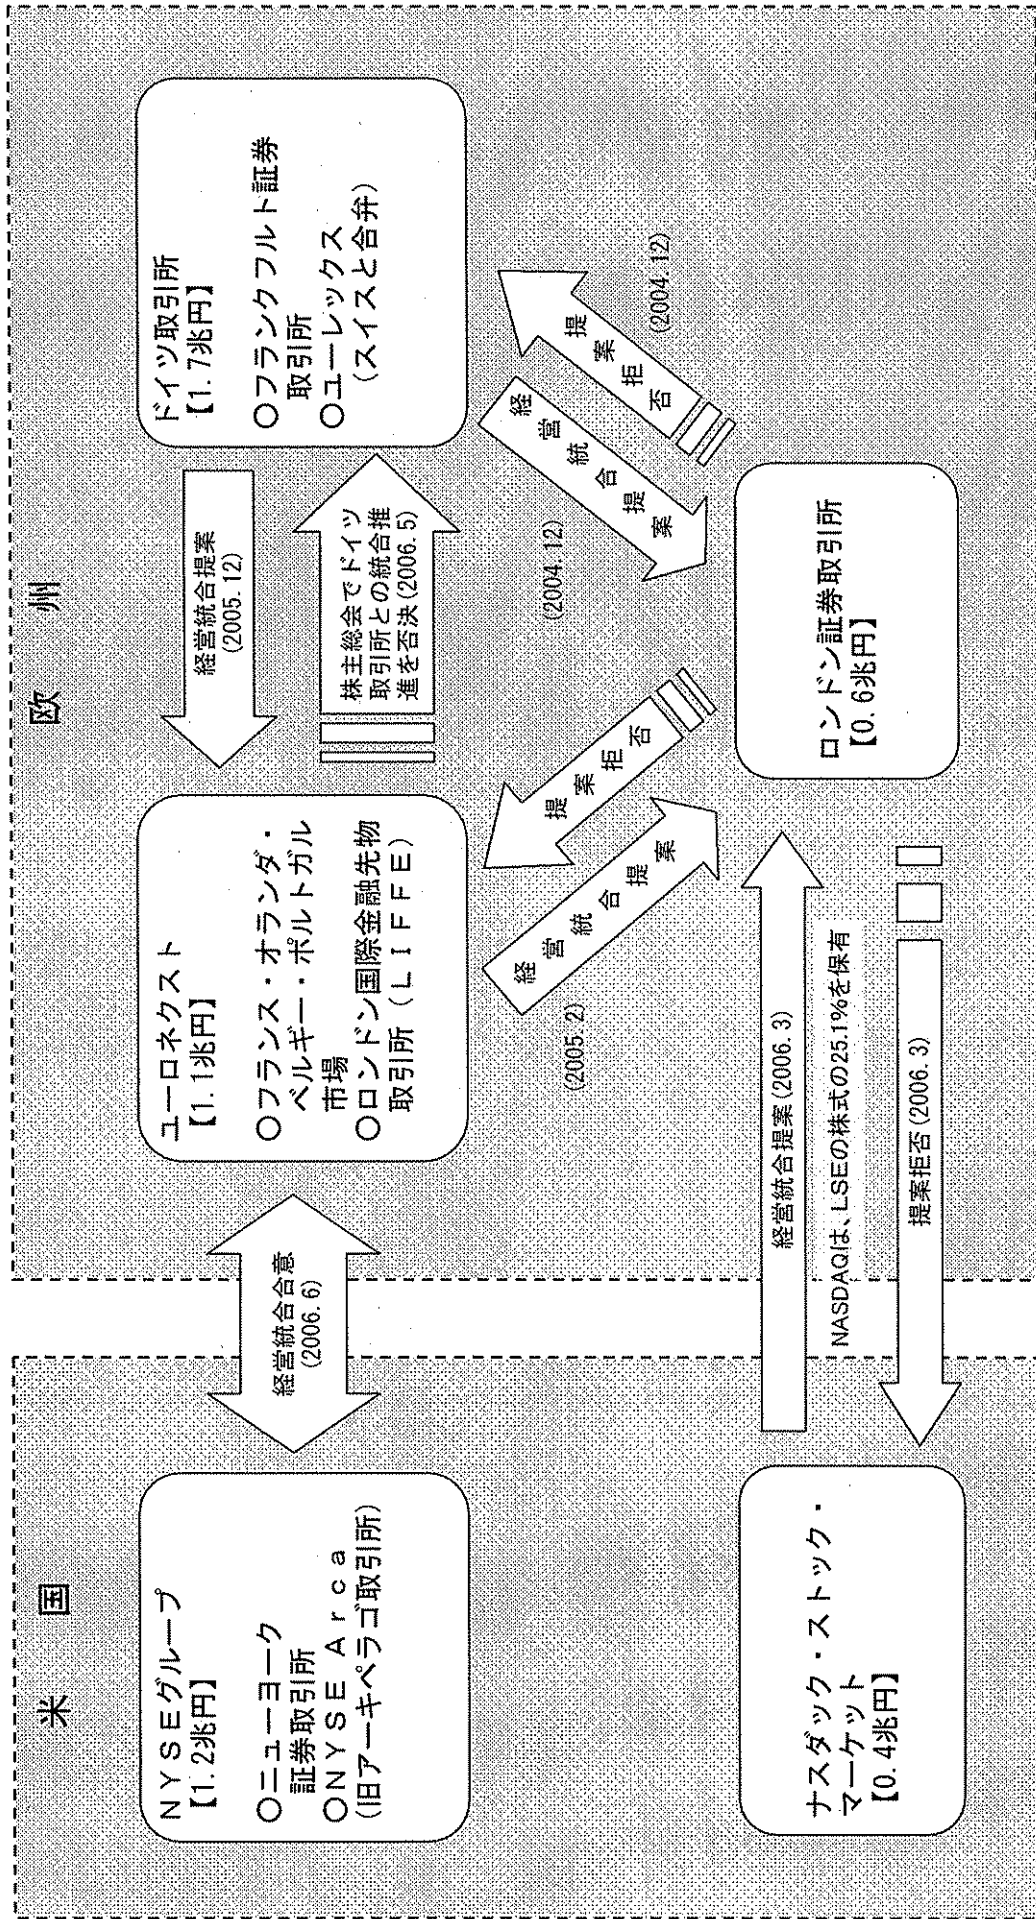 米　国
NYSEグループ
【1.2兆円】
○ニューヨーク
証券取引所
○NYSE Arca
(旧アーキペラゴ取引所)
ナスダック・ストック・
マーケット
【0.4兆円】
経営統合合意
(2006.6)
経営統合提案(2006.3)
NASDAQは、LSEの株式の25.1%を保有
提案拒否(2006.3)
欧　州
ユーロネクスト
【1.1兆円】
○フランス・オランダ・
ベルギー・ポルトガル
市場
○ロンドン国際金融先物
取引所(LIFFE)
経営統合提案
(2005.12)
株主総会でドイツ
取引所との統合推
進を否決(2006.5)
ドイツ取引所
【1.7兆円】
○フランクフルト証券
取引所
○ユーレックス
(スイスと合弁)
経営統合提案
(2005.2)
提案拒否
経営統合提案
(2004.12)
提案拒否
(2004.12)
ロンドン証券取引所
【0.6兆円】